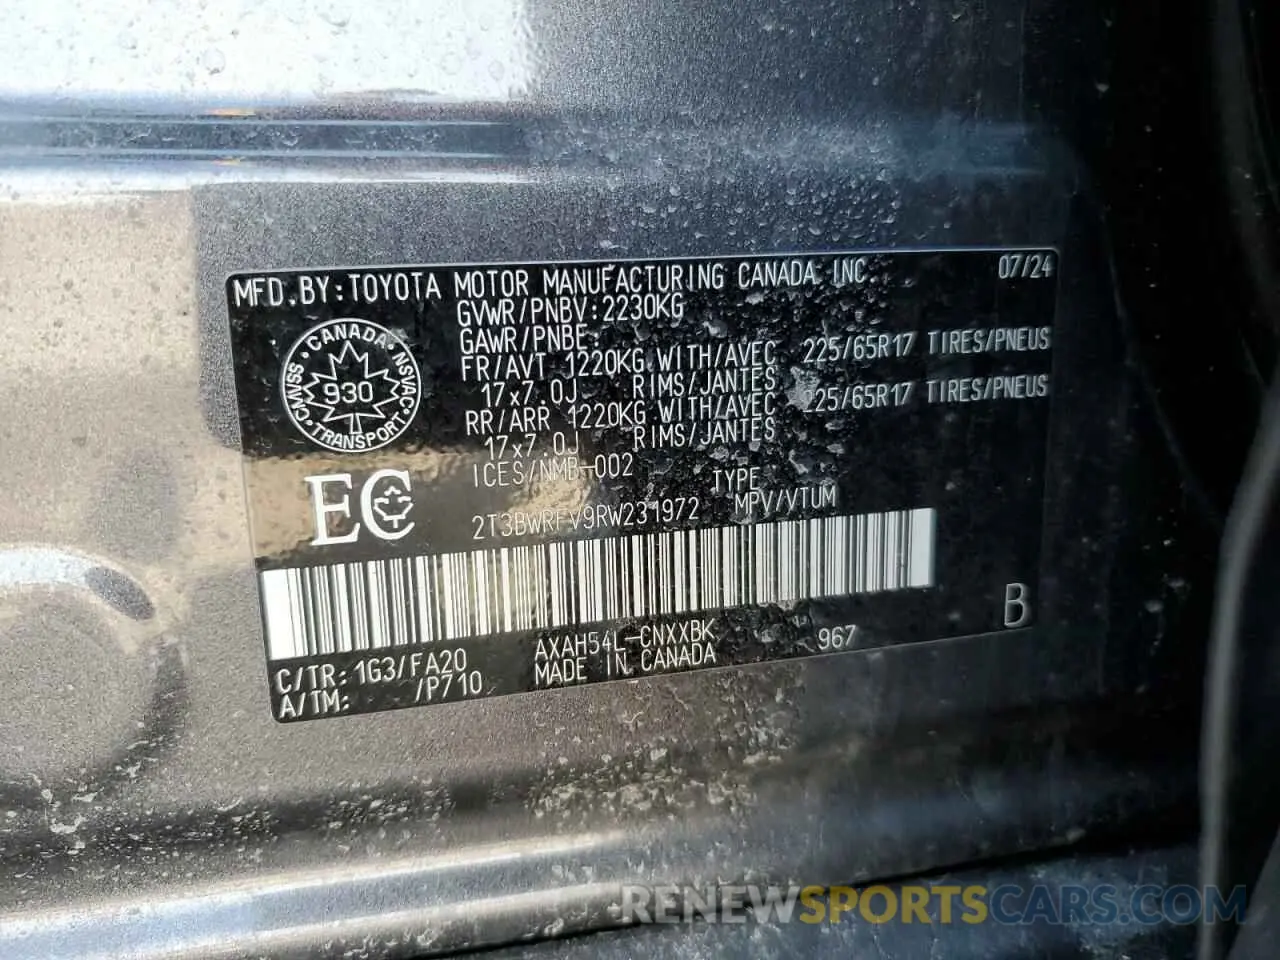 MFD.BY:TOYOTA MOTOR MANUFACTURING CANADA INC 07/24
GVWR/PNBV:2230KG
GAWR/PNBE:
FR/AVT 1220KG WITH/AVEC 225/65R17 TIRES/PNEUS
17x7.0J RIMS/JANTES
RR/ARR 1220KG WITH/AVEC 225/65R17 TIRES/PNEUS
17x7.0J RIMS/JANTES
ICES/NMB-002 TYPE
2T3BWRFV9RW231972 MPV/VTUM
CANADA
CMVSS 930 NSVAC
TRANSPORT
EC
B
C/TR:1G3/FA20 AXAH54L-CNXXBK 967
A/TM: /P710 MADE IN CANADA
RENEWSPORTSCARS.COM